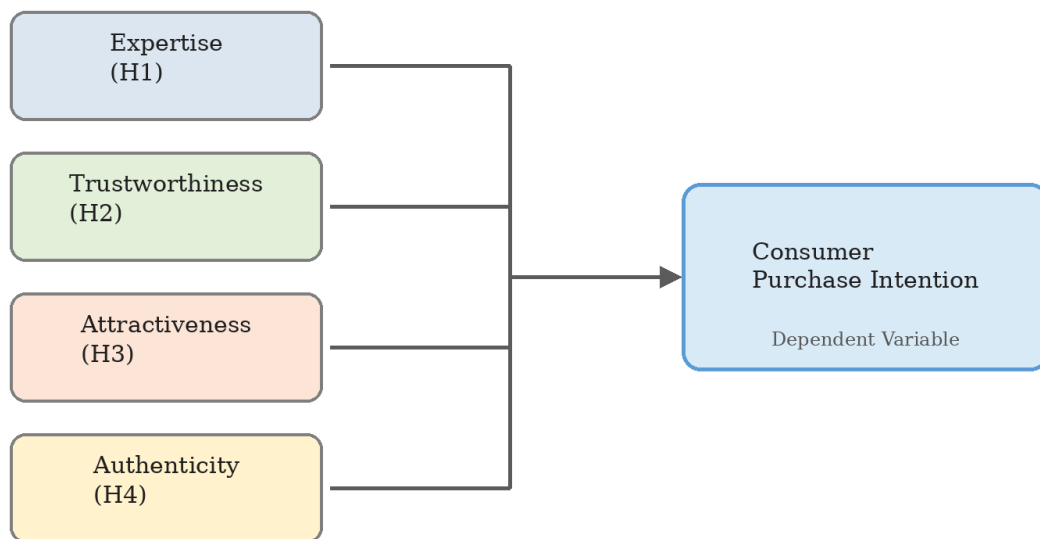 Expertise
(H1)
Trustworthiness
(H2)
Attractiveness
(H3)
Authenticity
(H4)
Consumer
Purchase Intention
Dependent Variable